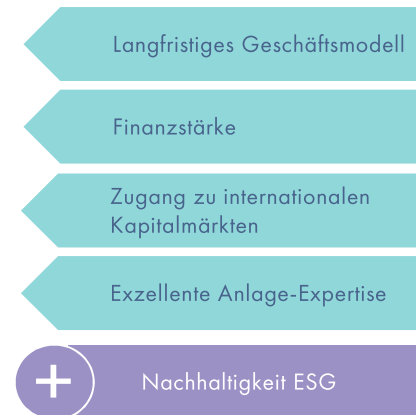 Langfristiges Geschäftsmodell
Finanzstärke
Zugang zu internationalen
Kapitalmärkten
Exzellente Anlage-Expertise
Nachhaltigkeit ESG